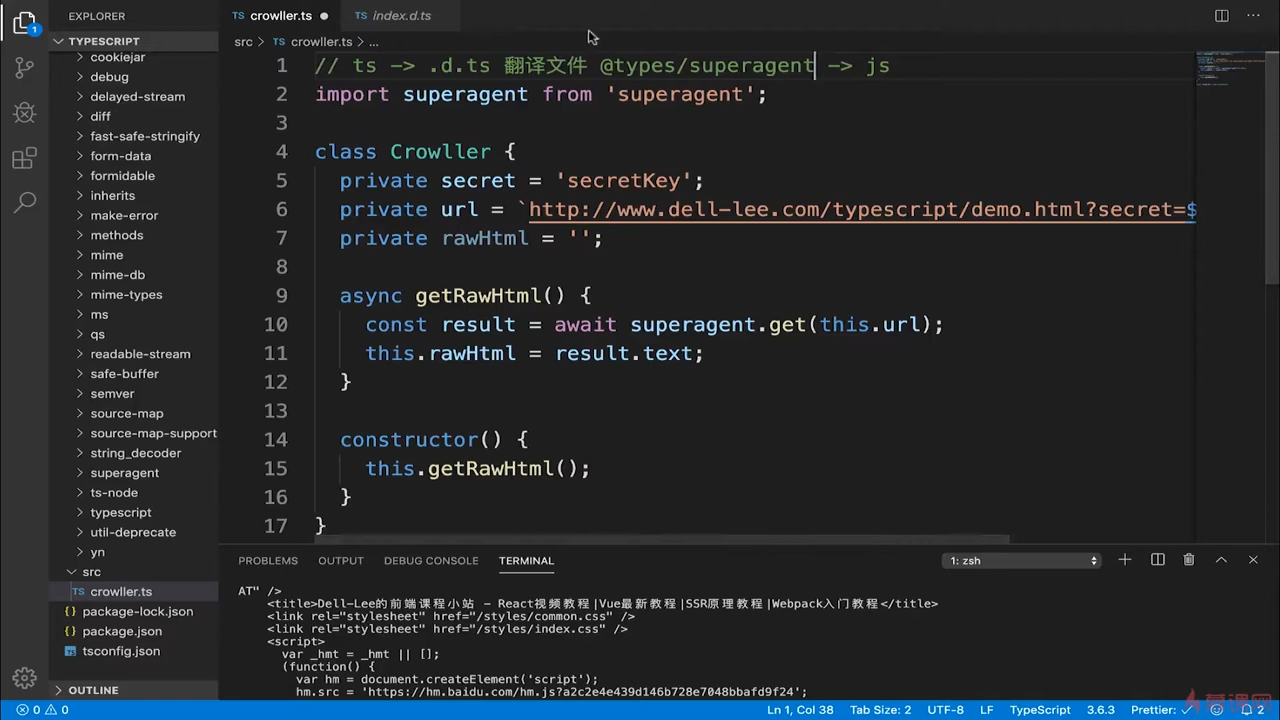 EXPLORER
TS crowller.ts
TS index.d.ts
TYPESCRIPT
src > TS crowller.ts > ...
cookiejar
debug
delayed-stream
diff
fast-safe-stringify
form-data
formidable
inherits
make-error
methods
mime
mime-db
mime-types
ms
qs
readable-stream
safe-buffer
semver
source-map
source-map-support
string_decoder
superagent
ts-node
typescript
util-deprecate
yn
src
TS crowller.ts
{} package-lock.json
{} package.json
tsconfig.json
OUTLINE
1 // ts -> .d.ts 翻译文件 @types/superagent -> js
2 import superagent from 'superagent';
3
4 class Crowller {
5 private secret = 'secretKey';
6 private url = `http://www.dell-lee.com/typescript/demo.html?secret=$
7 private rawHtml = '';
8
9 async getRawHtml() {
10 const result = await superagent.get(this.url);
11 this.rawHtml = result.text;
12 }
13
14 constructor() {
15 this.getRawHtml();
16 }
17 }
PROBLEMS OUTPUT DEBUG CONSOLE TERMINAL
1: zsh
AT" />
<title>Dell-Lee的前端课程小站 - React视频教程|Vue最新教程|SSR原理教程|Webpack入门教程</title>
<link rel="stylesheet" href="/styles/common.css" />
<link rel="stylesheet" href="/styles/index.css" />
<script>
var _hmt = _hmt || [];
(function() {
var hm = document.createElement('script');
hm.src = 'https://hm.baidu.com/hm.js?a2c2e4e439d146b728e7048bbafd9f24';
0 0 Ln 1, Col 38 Tab Size: 2 UTF-8 LF TypeScript 3.6.3 Prettier: ✓ 2
慕课网